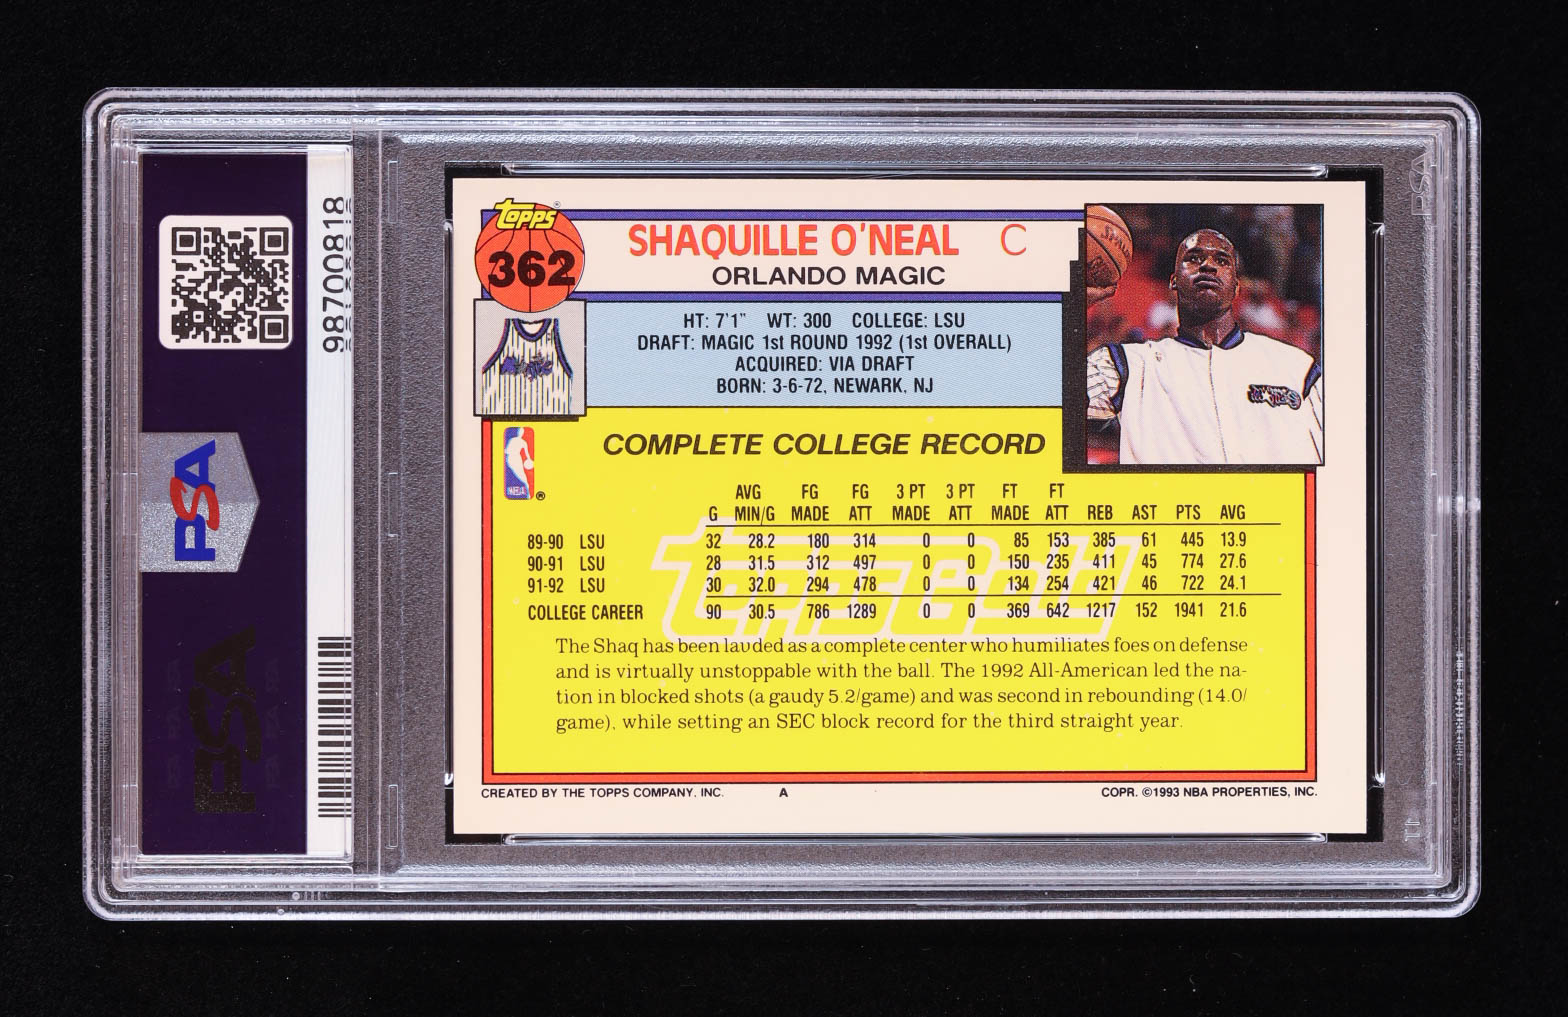 98700818
PSA
PSA
Topps
362
SHAQUILLE O'NEAL C
ORLANDO MAGIC
HT: 7'1" WT: 300 COLLEGE: LSU
DRAFT: MAGIC 1st ROUND 1992 (1st OVERALL)
ACQUIRED: VIA DRAFT
BORN: 3-6-72, NEWARK, NJ
SPALDING
Magic
NBA ®
COMPLETE COLLEGE RECORD
G AVG MIN/G FG MADE FG ATT 3 PT MADE 3 PT ATT FT MADE FT ATT REB AST PTS AVG
89-90 LSU 32 28.2 180 314 0 0 85 153 385 61 445 13.9
90-91 LSU 28 31.5 312 497 0 0 150 235 411 45 774 27.6
91-92 LSU 30 32.0 294 478 0 0 134 254 421 46 722 24.1
COLLEGE CAREER 90 30.5 786 1289 0 0 369 642 1217 152 1941 21.6
ToppsGold
The Shaq has been lauded as a complete center who humiliates foes on defense
and is virtually unstoppable with the ball. The 1992 All-American led the na-
tion in blocked shots (a gaudy 5.2/game) and was second in rebounding (14.0/
game), while setting an SEC block record for the third straight year.
CREATED BY THE TOPPS COMPANY, INC. A COPR. ©1993 NBA PROPERTIES, INC.